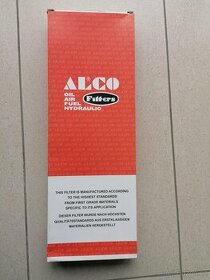 ALCO
OIL
AIR
FUEL
HYDRAULIC
Filters
THIS FILTER IS MANUFACTURED ACCORDING
TO THE HIGHEST STANDARDS
FROM FIRST GRADE MATERIALS
SPECIFIC TO ITS APPLICATION
DIESER FILTER WURDE NACH HÖCHSTEN
QUALITÄTSSTANDARDS AUS ERSTKLASSIGEN
MATERIALIEN HERGESTELLT